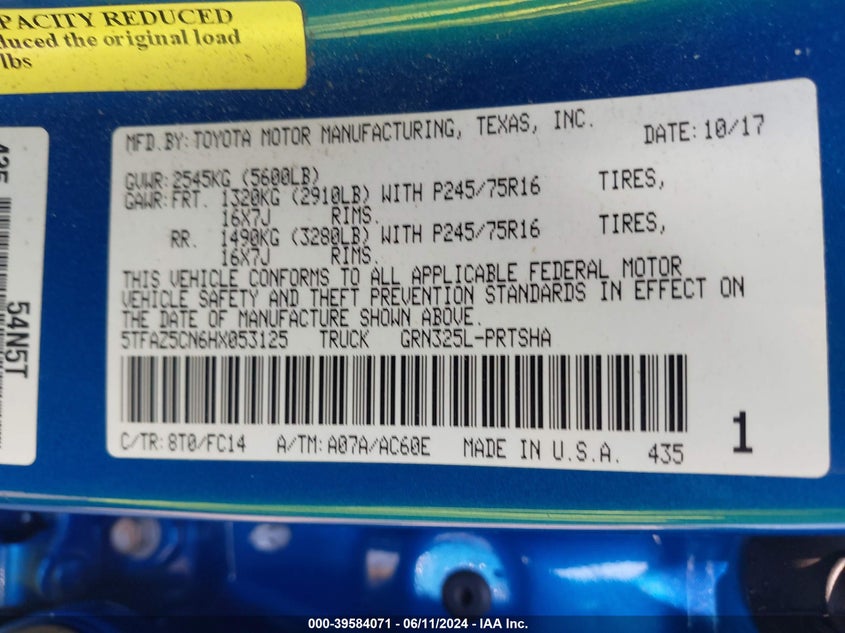 PACITY REDUCED
duced the original load
lbs
435
54N5T
MFD.BY:TOYOTA MOTOR MANUFACTURING, TEXAS, INC. DATE:10/17
GVWR:2545KG (5600LB)
GAWR:FRT. 1320KG (2910LB) WITH P245/75R16 TIRES,
16X7J RIMS.
RR. 1490KG (3280LB) WITH P245/75R16 TIRES,
16X7J RIMS.
THIS VEHICLE CONFORMS TO ALL APPLICABLE FEDERAL MOTOR
VEHICLE SAFETY AND THEFT PREVENTION STANDARDS IN EFFECT ON
THE DATE OF MANUFACTURE SHOWN ABOVE.
5TFAZ5CN6HX053125 TRUCK GRN325L-PRTSHA
C/TR:8T0/FC14 A/TM:A07A/AC60E MADE IN U.S.A. 435
1
000-39584071 - 06/11/2024 - IAA Inc.